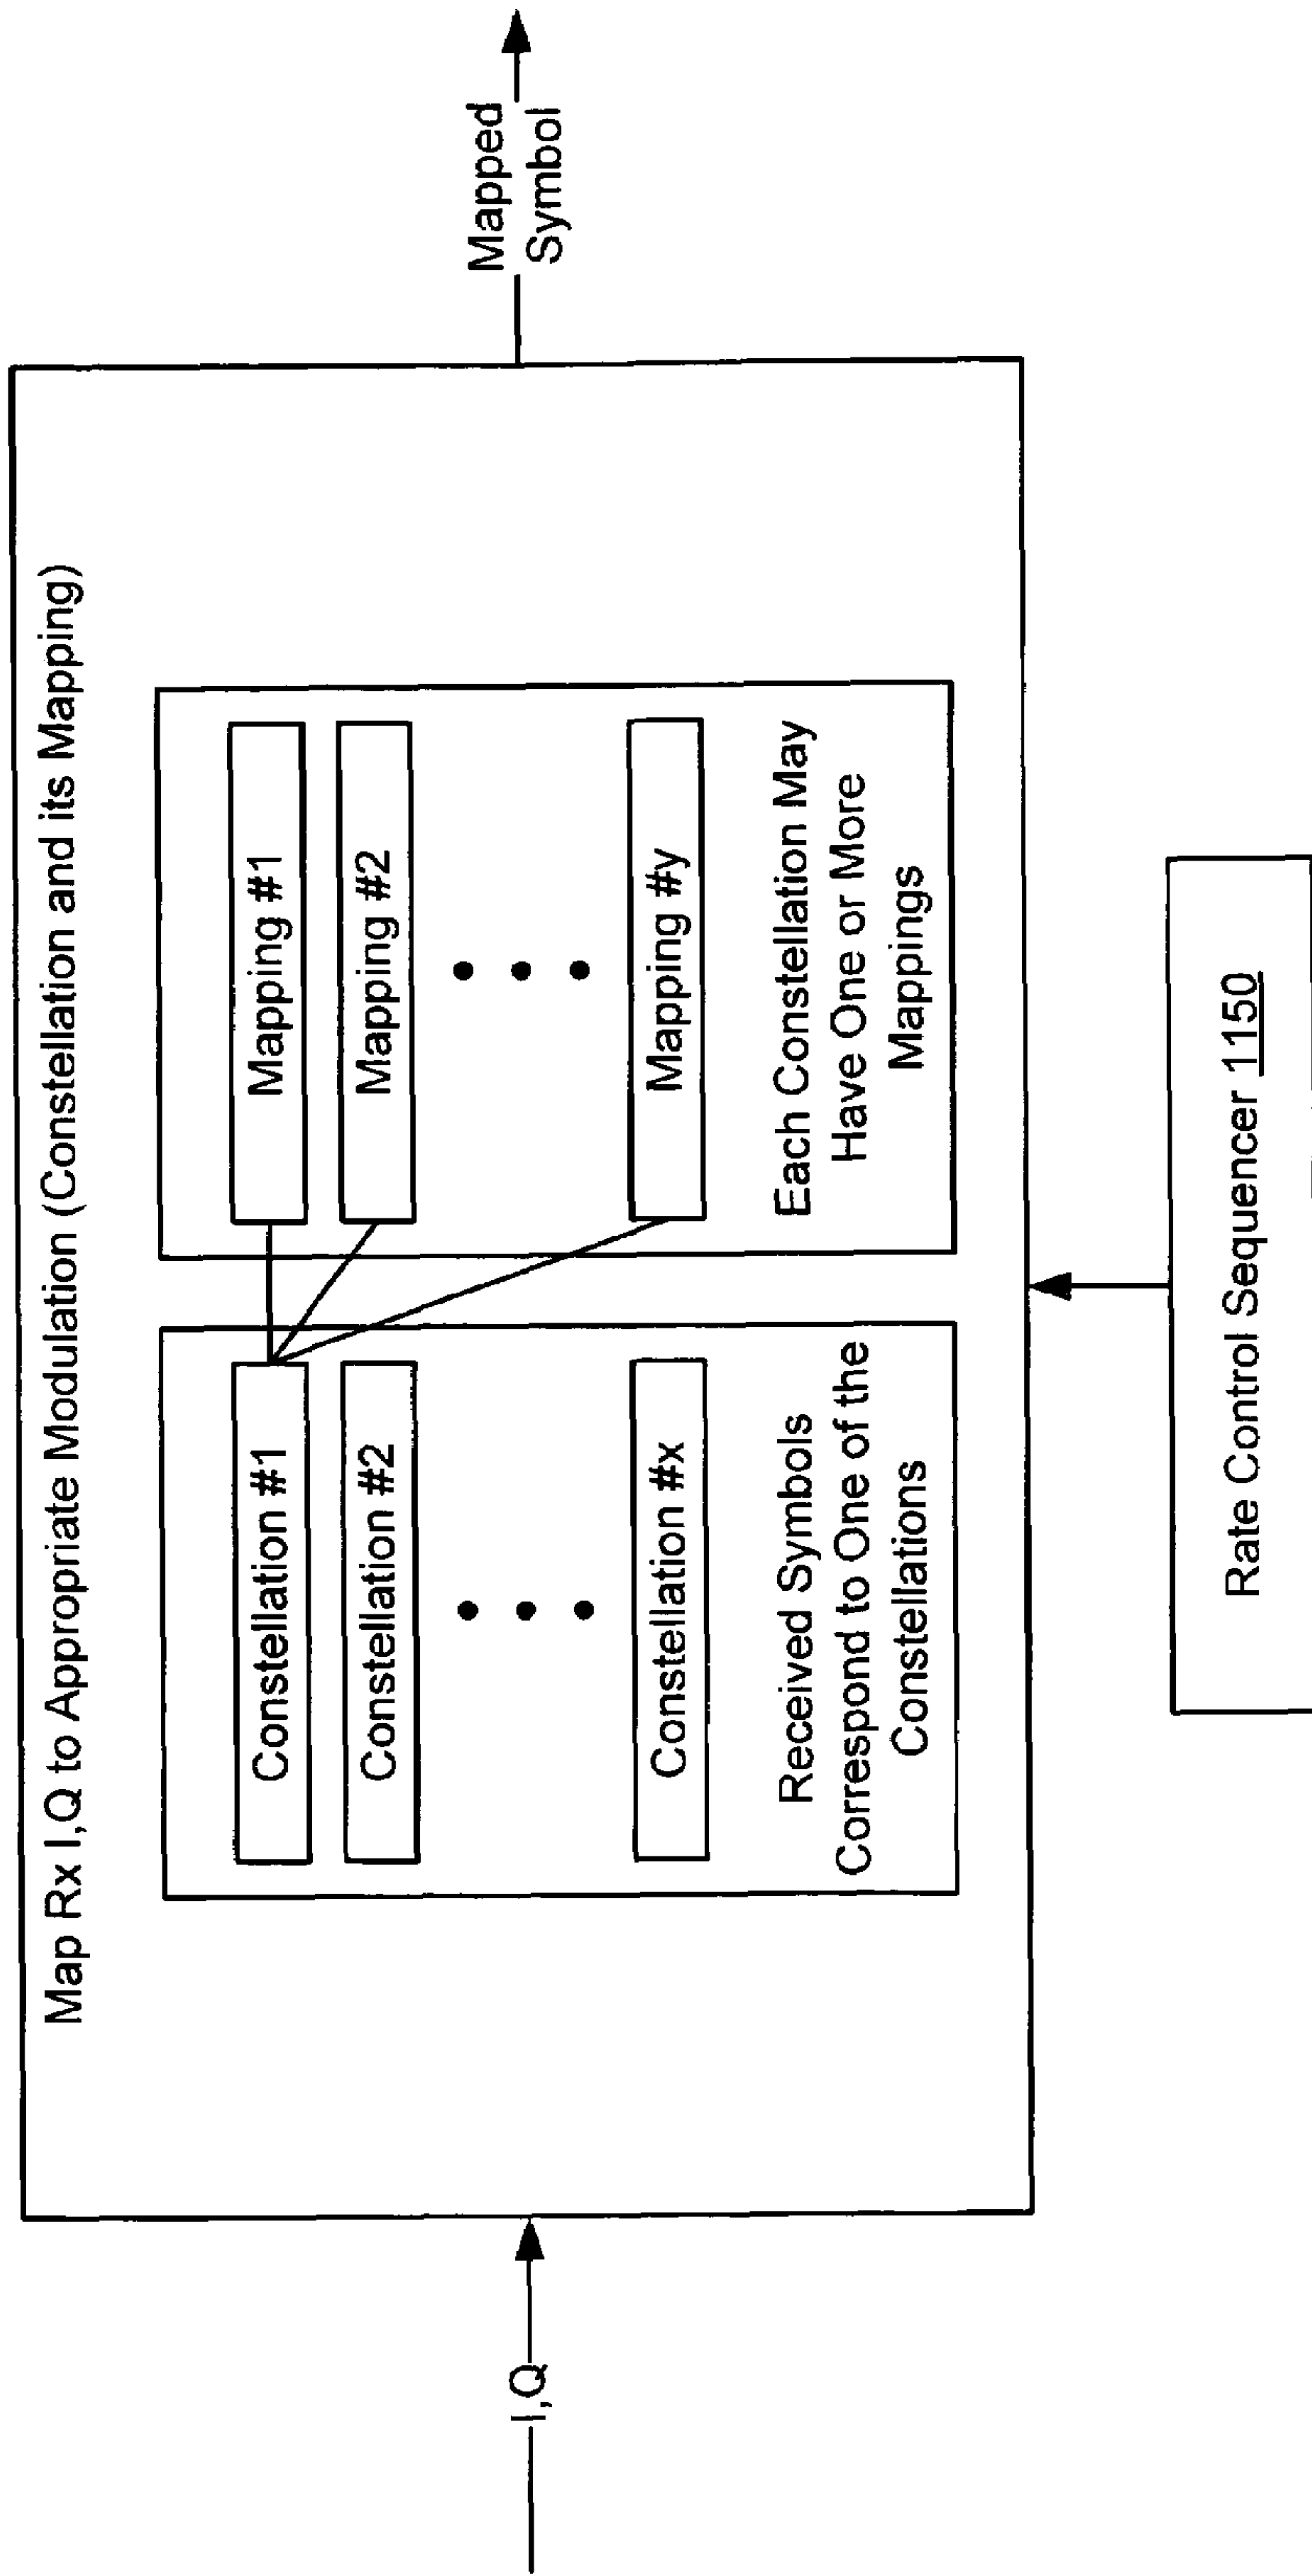 Map Rx I,Q to Appropriate Modulation (Constellation and its Mapping)
I,Q
Constellation #1
Constellation #2
Constellation #x
Received Symbols
Correspond to One of the
Constellations
Mapping #1
Mapping #2
Mapping #y
Each Constellation May
Have One or More
Mappings
Mapped
Symbol
Rate Control Sequencer 1150